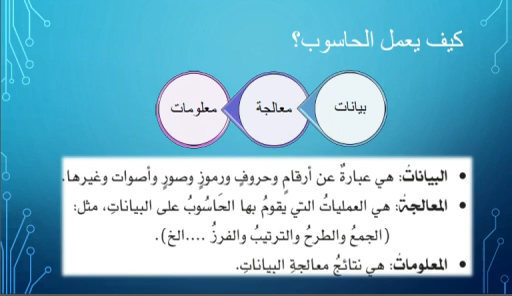 كيف يعمل الحاسوب؟
بيانات
معالجة
معلومات
• البياناتُ: هي عبارةٌ عن أرقامٍ وحروفٍ ورموزٍ وصورٍ وأصوات وغيرها.
• المعالجة: هي العملياتُ التي يقومُ بها الحَاسُوبُ على البياناتِ، مثل:
(الجمعُ والطرحُ والترتيبُ والفرزُ ....الخ).
• المعلوماتُ: هي نتائجُ معالجةِ البياناتِ.